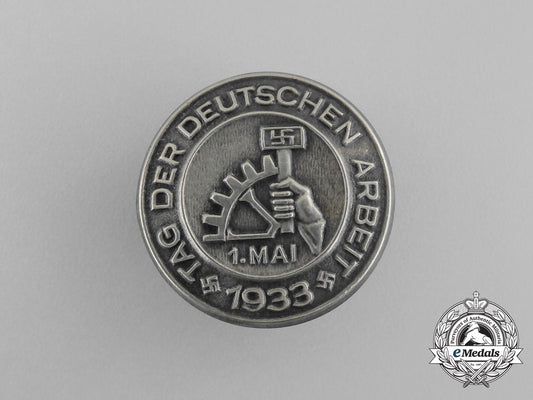 TAG DER DEUTSCHEN ARBEIT
1.MAI
1933
eMedals